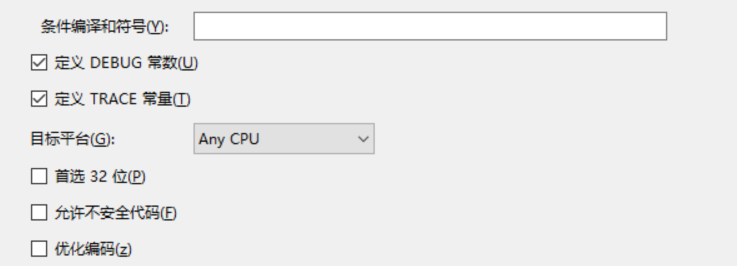 条件编译和符号(Y):
定义 DEBUG 常数(U)
定义 TRACE 常量(T)
目标平台(G): Any CPU
首选 32 位(P)
允许不安全代码(F)
优化编码(z)